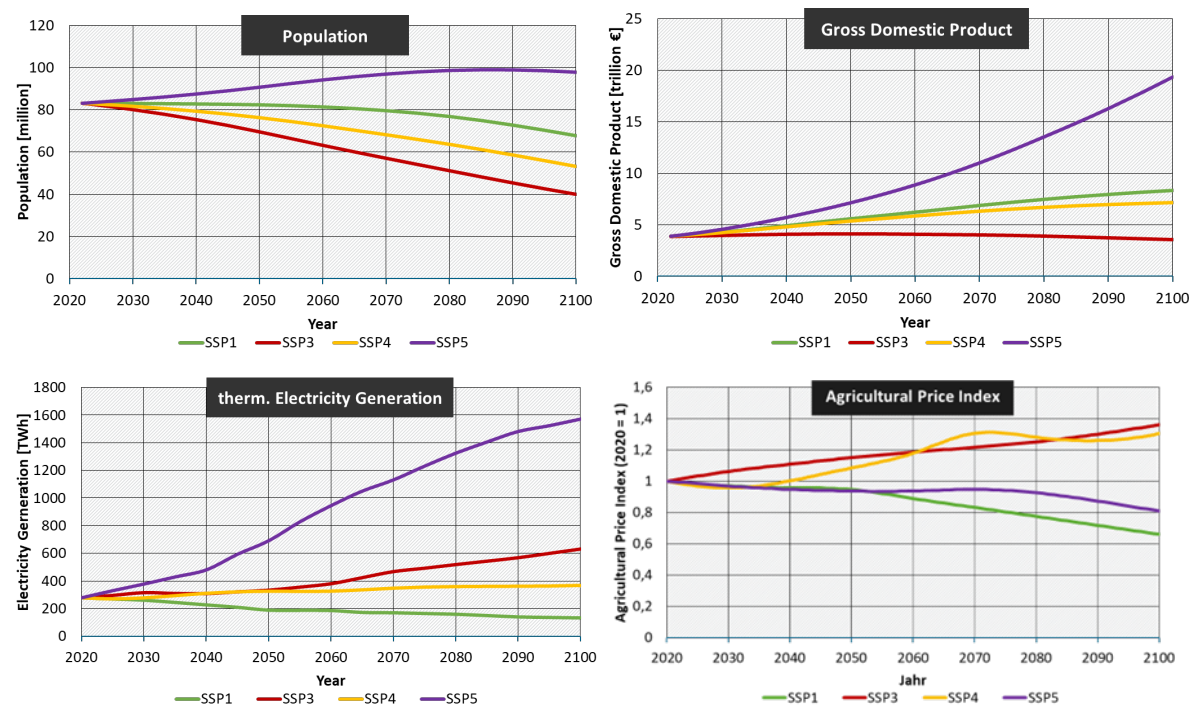 Population
Population [million]
120
100
80
60
40
20
0
2020 2030 2040 2050 2060 2070 2080 2090 2100
Year
SSP1 SSP3 SSP4 SSP5
Gross Domestic Product
Gross Domestic Product [trillion €]
25
20
15
10
5
0
2020 2030 2040 2050 2060 2070 2080 2090 2100
Year
SSP1 SSP3 SSP4 SSP5
therm. Electricity Generation
Electricity Gerneration [TWh]
1800
1600
1400
1200
1000
800
600
400
200
0
2020 2030 2040 2050 2060 2070 2080 2090 2100
Year
SSP1 SSP3 SSP4 SSP5
Agricultural Price Index
Agricultural Price Index (2020 = 1)
1,6
1,4
1,2
1
0,8
0,6
0,4
0,2
0
2020 2030 2040 2050 2060 2070 2080 2090 2100
Jahr
SSP1 SSP3 SSP4 SSP5